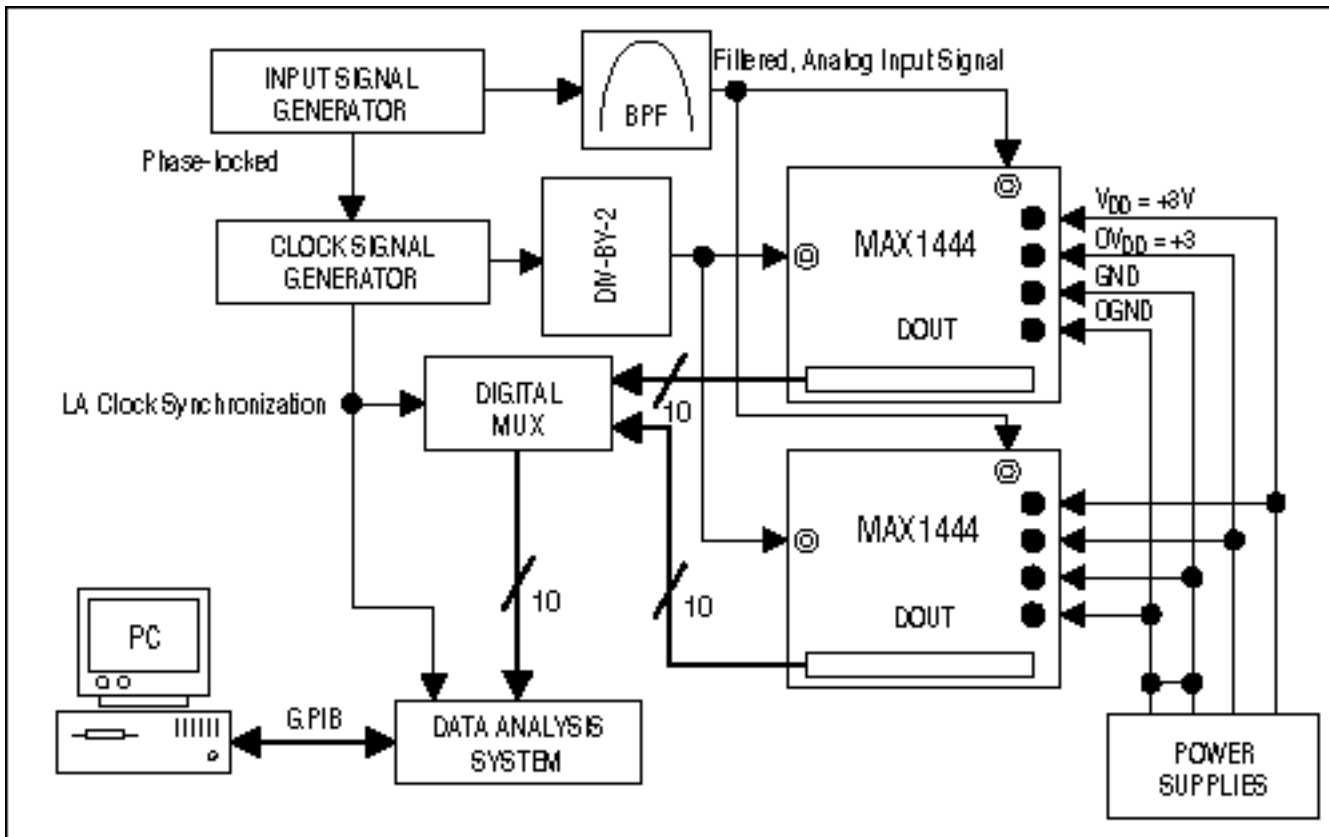 INPUT SIGNAL
GENERATOR
BPF
Filltered, Analog Input Signal
Phase-locked
CLOCK SIGNAL
GENERATOR
DIV-BY-2
MAX1444
DOUT
VDD = +3V
OVDD = +3
GND
OGND
LA Clock Synchronization
DIGITAL
MUX
10
MAX1444
DOUT
10
10
PC
GPIB
DATA ANALYSIS
SYSTEM
POWER
SUPPLIES